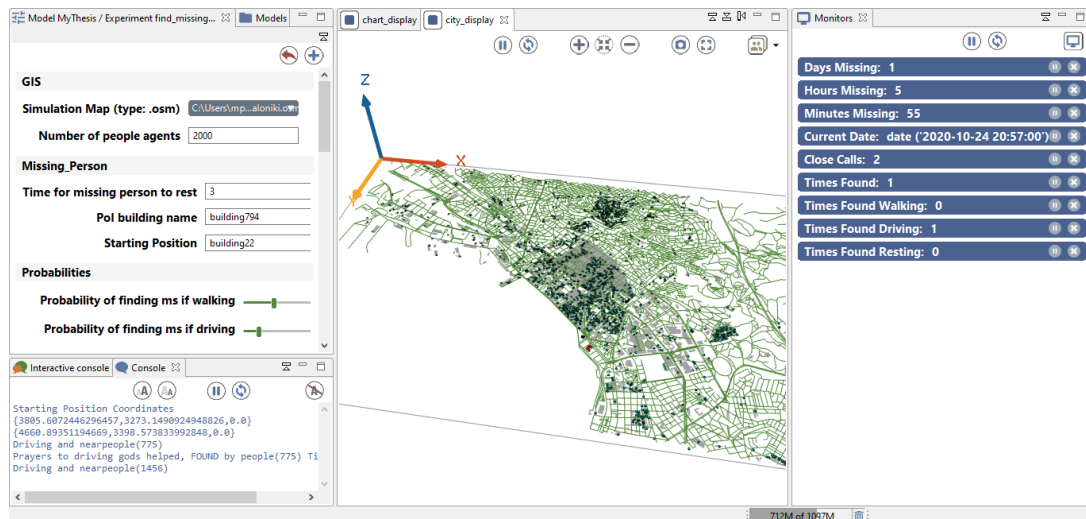 Model MyThesis / Experiment find_missing...
Models
GIS
Simulation Map (type: .osm) C:\Users\mp...aloniki.osm
Number of people agents 2000
Missing_Person
Time for missing person to rest 3
PoI building name building794
Starting Position building22
Probabilities
Probability of finding ms if walking
Probability of finding ms if driving
Interactive console
Console
AA
AA
A
Starting Position Coordinates
{3805.6072446296457,3273.1490924948826,0.0}
{4660.89351194669,3398.573833992848,0.0}
Driving and nearpeople(775)
Prayers to driving gods helped, FOUND by people(775) Ti
Driving and nearpeople(1456)
chart_display
city_display
Z
X
Y
Monitors
Days Missing: 1
Hours Missing: 5
Minutes Missing: 55
Current Date: date ('2020-10-24 20:57:00')
Close Calls: 2
Times Found: 1
Times Found Walking: 0
Times Found Driving: 1
Times Found Resting: 0
712M of 1097M